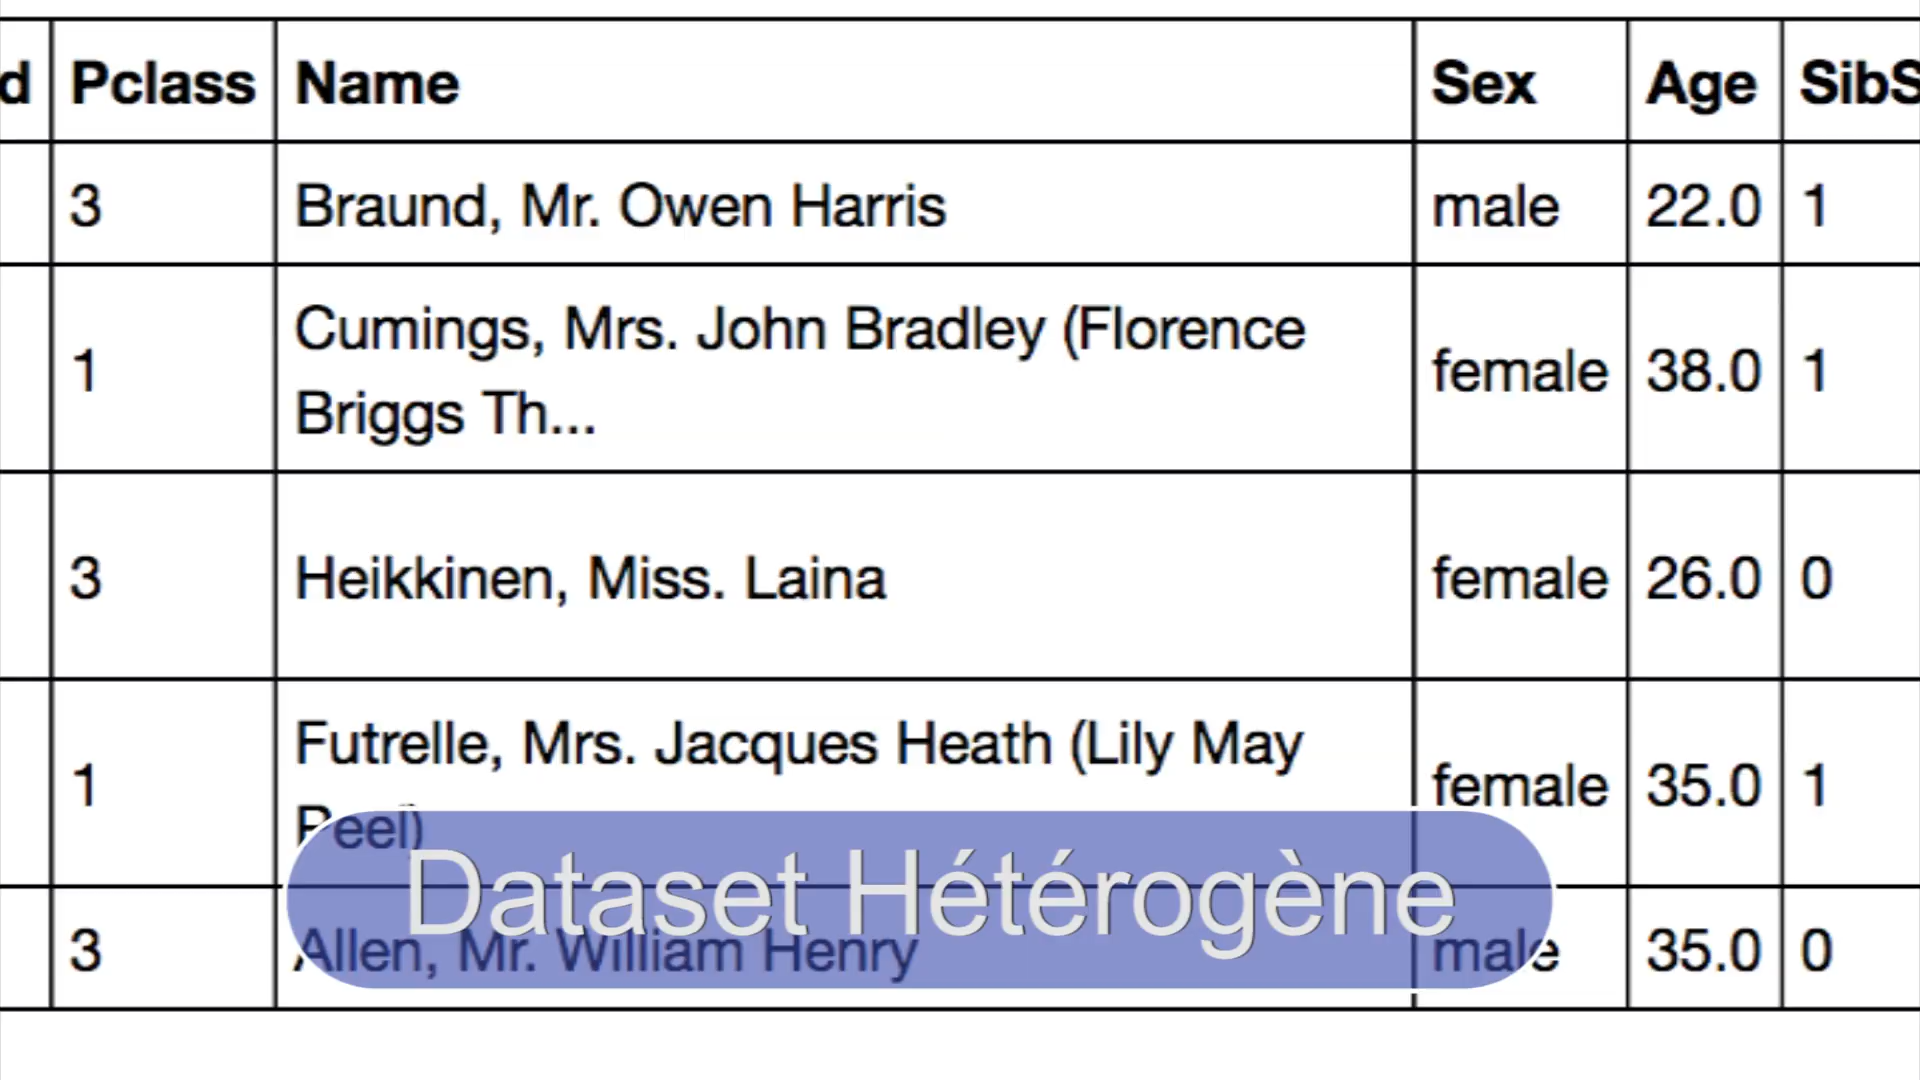 d Pclass Name Sex Age SibS
3 Braund, Mr. Owen Harris male 22.0 1
1 Cumings, Mrs. John Bradley (Florence Briggs Th... female 38.0 1
3 Heikkinen, Miss. Laina female 26.0 0
1 Futrelle, Mrs. Jacques Heath (Lily May Peel) female 35.0 1
Dataset Hétérogène
3 Allen, Mr. William Henry male 35.0 0